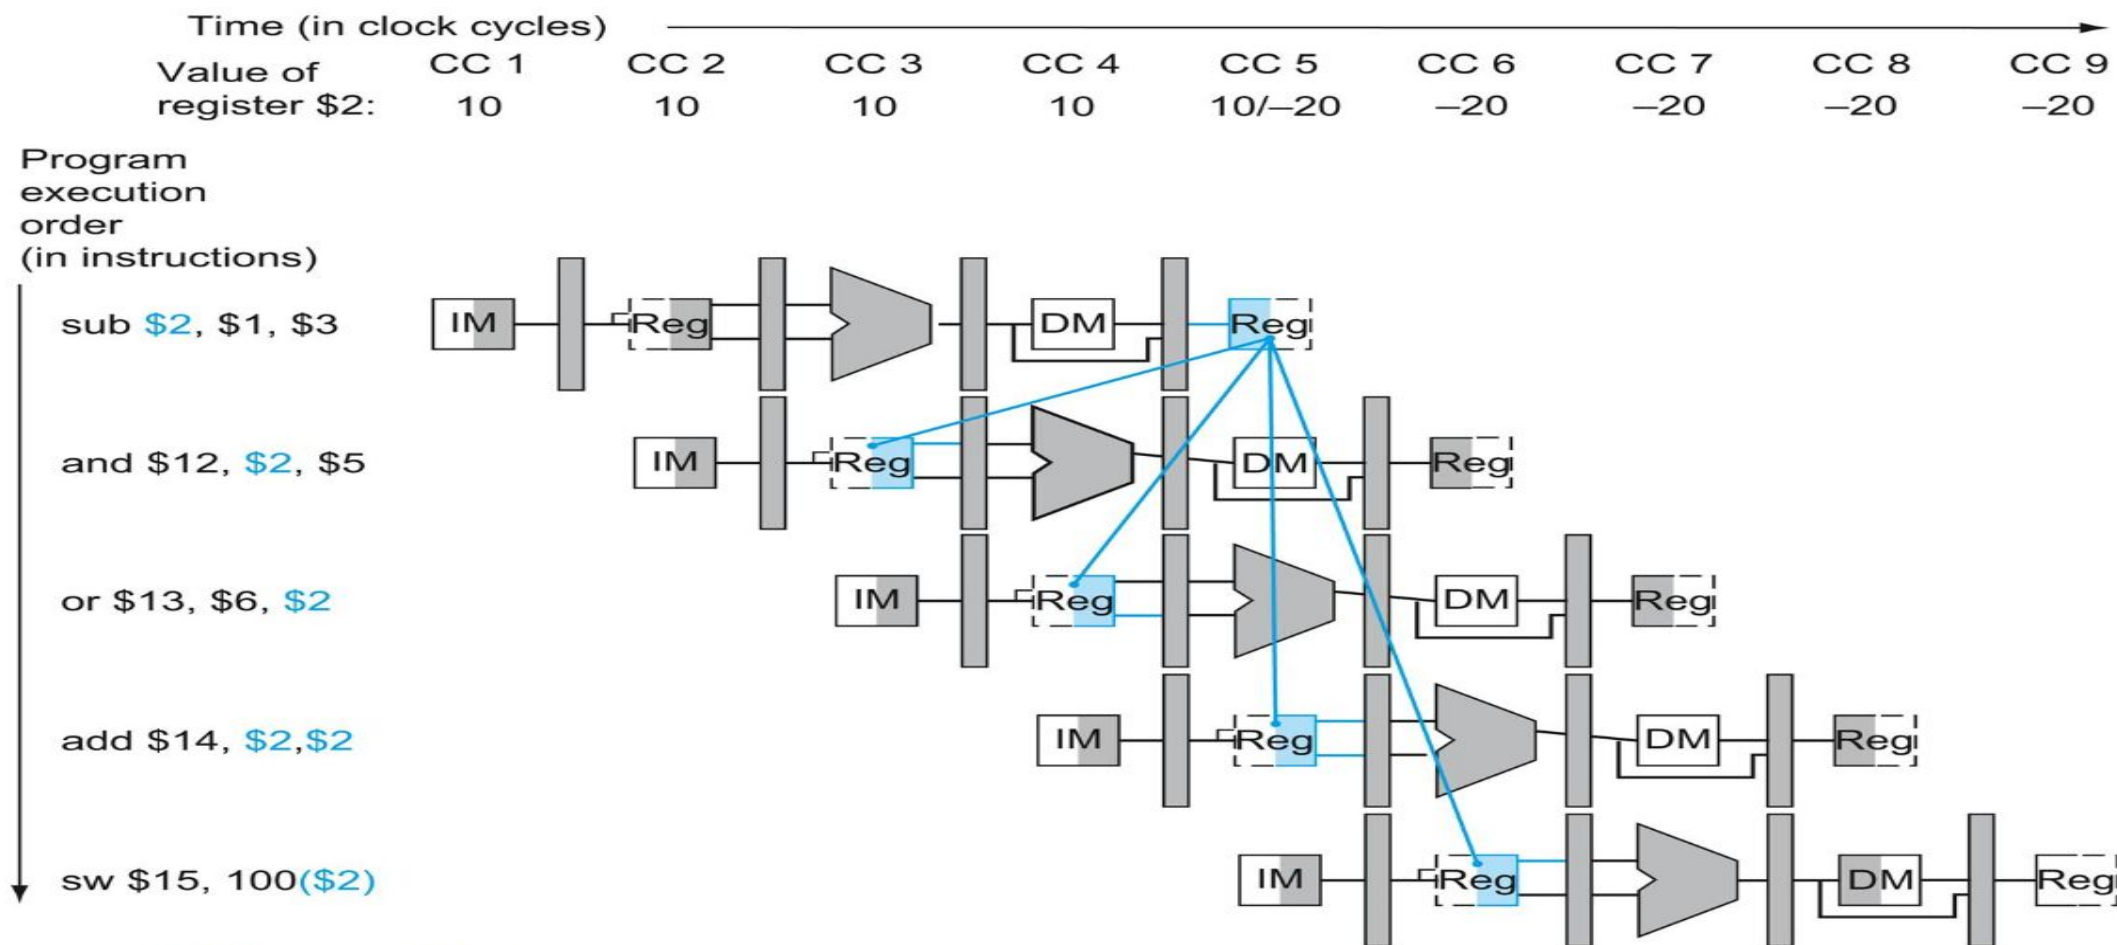 Time (in clock cycles)
Value of register $2:
CC 1 CC 2 CC 3 CC 4 CC 5 CC 6 CC 7 CC 8 CC 9
10 10 10 10 10/–20 –20 –20 –20 –20
Program
execution
order
(in instructions)
sub $2, $1, $3 IM Reg DM Reg
and $12, $2, $5 IM Reg DM Reg
or $13, $6, $2 IM Reg DM Reg
add $14, $2,$2 IM Reg DM Reg
sw $15, 100($2) IM Reg DM Reg